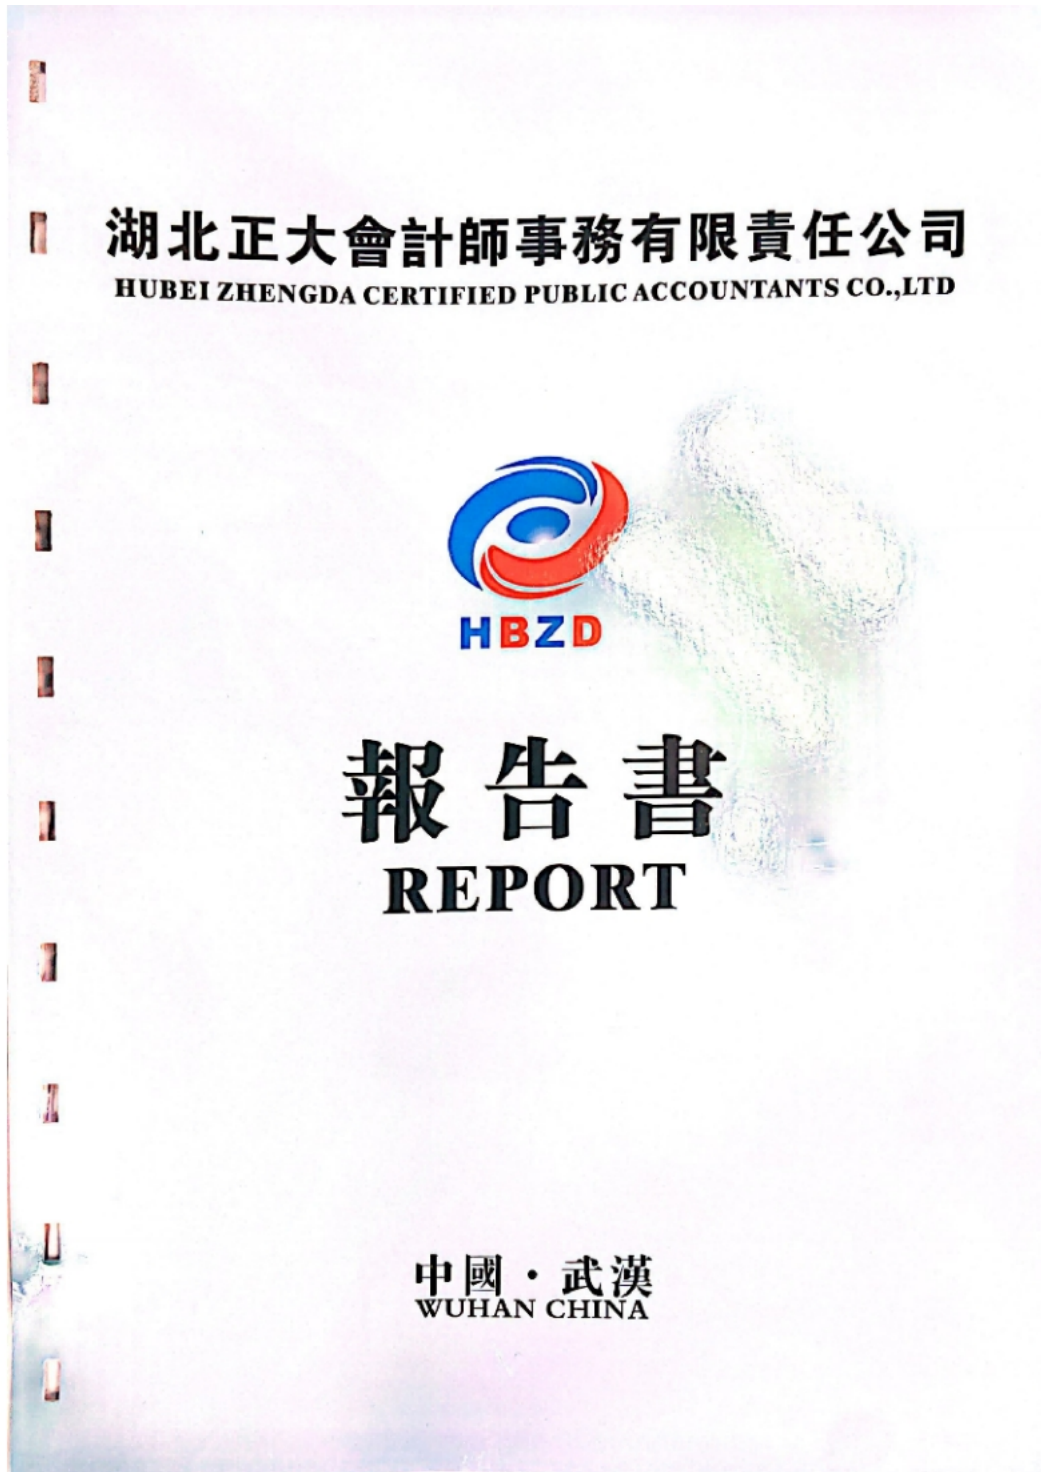 湖北正大會計師事務有限責任公司
HUBEI ZHENGDA CERTIFIED PUBLIC ACCOUNTANTS CO.,LTD
HBZD
報告書
REPORT
中國·武漢
WUHAN CHINA